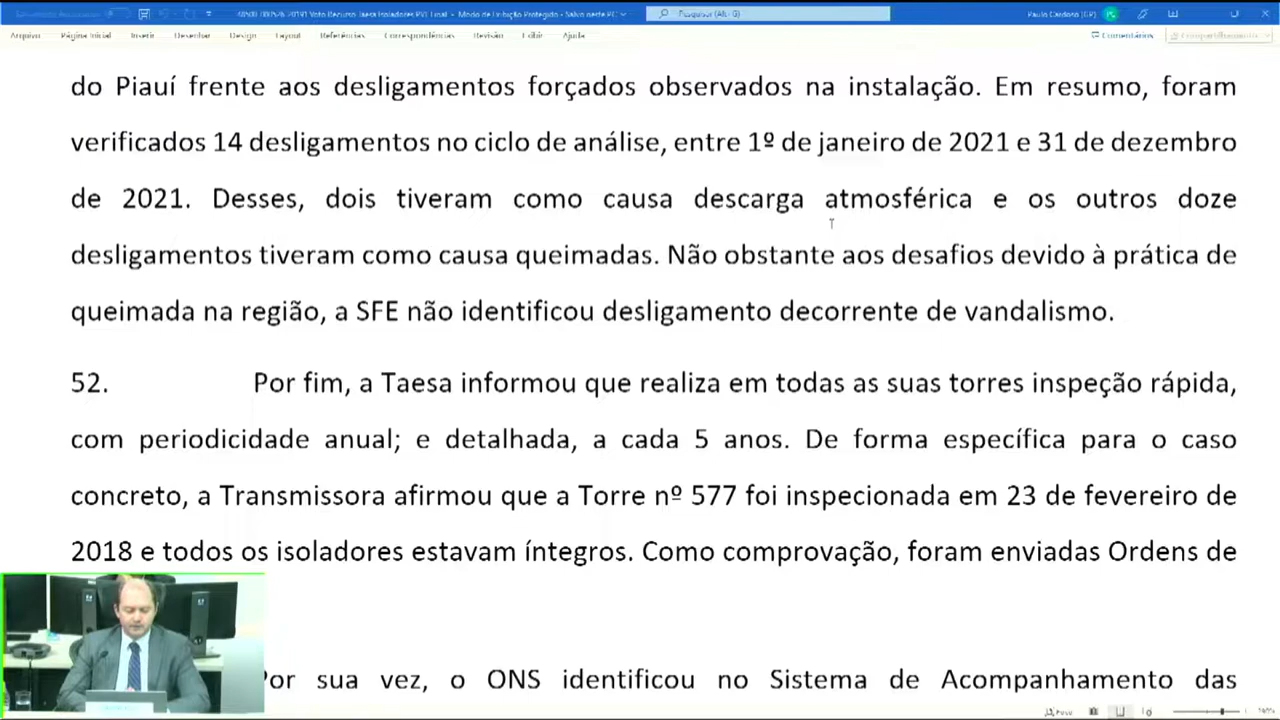 Pesquisar (Alt+G)
Paulo Cardoso (GP)
Arquivo Página Inicial Inserir Desenhar Design Layout Referências Correspondências Revisão Exibir Ajuda
Comentários
do Piauí frente aos desligamentos forçados observados na instalação. Em resumo, foram
verificados 14 desligamentos no ciclo de análise, entre 1º de janeiro de 2021 e 31 de dezembro
de 2021. Desses, dois tiveram como causa descarga atmosférica e os outros doze
desligamentos tiveram como causa queimadas. Não obstante aos desafios devido à prática de
queimada na região, a SFE não identificou desligamento decorrente de vandalismo.
52. Por fim, a Taesa informou que realiza em todas as suas torres inspeção rápida,
com periodicidade anual; e detalhada, a cada 5 anos. De forma específica para o caso
concreto, a Transmissora afirmou que a Torre nº 577 foi inspecionada em 23 de fevereiro de
2018 e todos os isoladores estavam íntegros. Como comprovação, foram enviadas Ordens de
Por sua vez, o ONS identificou no Sistema de Acompanhamento das